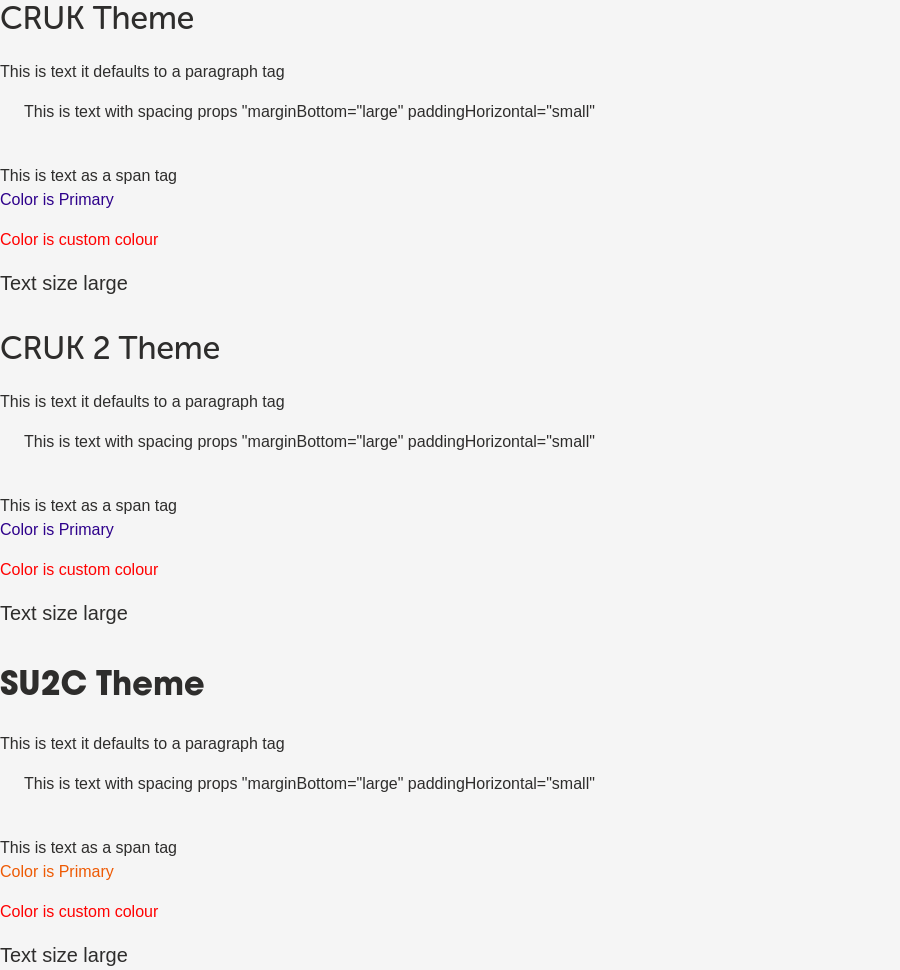 CRUK Theme
This is text it defaults to a paragraph tag
This is text with spacing props "marginBottom="large" paddingHorizontal="small"
This is text as a span tag
Color is Primary
Color is custom colour
Text size large
CRUK 2 Theme
This is text it defaults to a paragraph tag
This is text with spacing props "marginBottom="large" paddingHorizontal="small"
This is text as a span tag
Color is Primary
Color is custom colour
Text size large
SU2C Theme
This is text it defaults to a paragraph tag
This is text with spacing props "marginBottom="large" paddingHorizontal="small"
This is text as a span tag
Color is Primary
Color is custom colour
Text size large